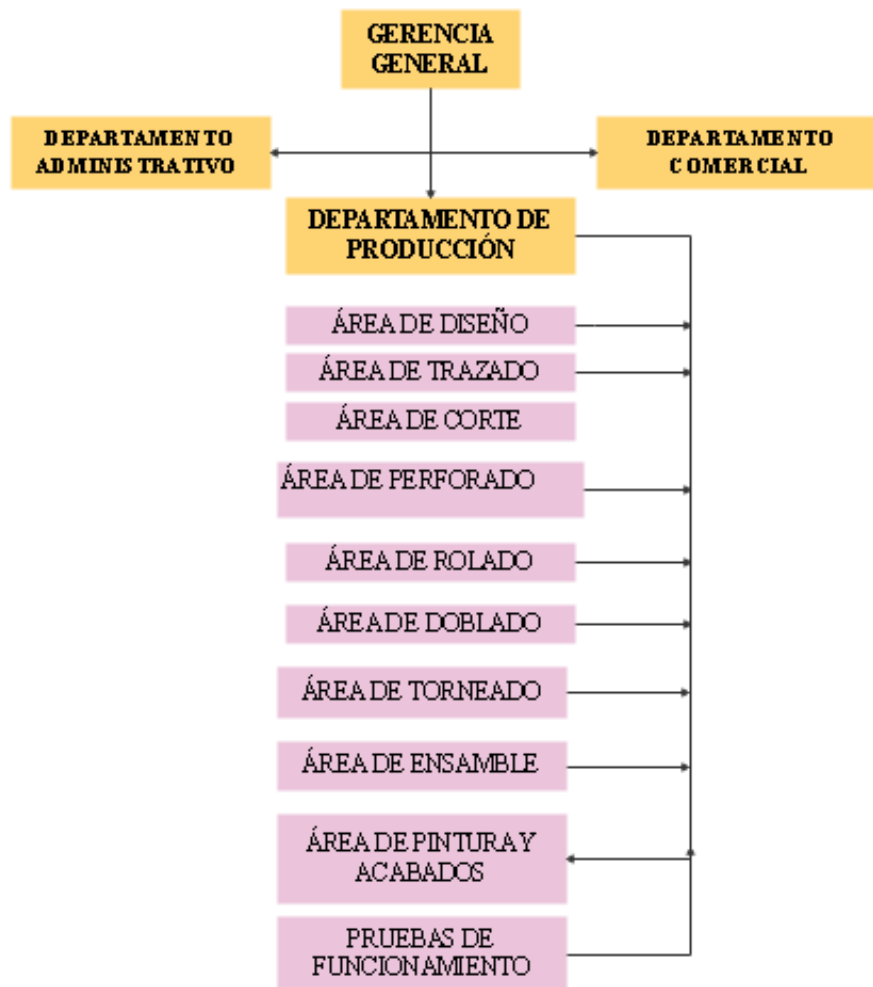 GERENCIA
GENERAL
DEPARTAMENTO
ADMINISTRATIVO
DEPARTAMENTO
COMERCIAL
DEPARTAMENTO DE
PRODUCCIÓN
ÁREA DE DISEÑO
ÁREA DE TRAZADO
ÁREA DE CORTE
ÁREA DE PERFORADO
ÁREA DE ROLADO
ÁREA DE DOBLADO
ÁREA DE TORNEADO
ÁREA DE ENSAMBLE
ÁREA DE PINTURA Y
ACABADOS
PRUEBAS DE
FUNCIONAMIENTO